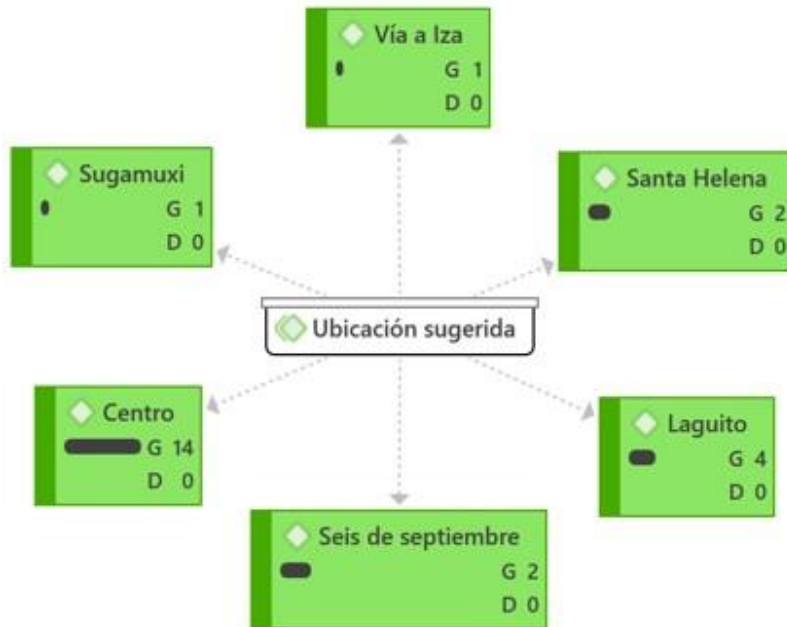 Vía a Iza
G 1
D 0
Sugamuxi
G 1
D 0
Santa Helena
G 2
D 0
Ubicación sugerida
Centro
G 14
D 0
Laguito
G 4
D 0
Seis de septiembre
G 2
D 0